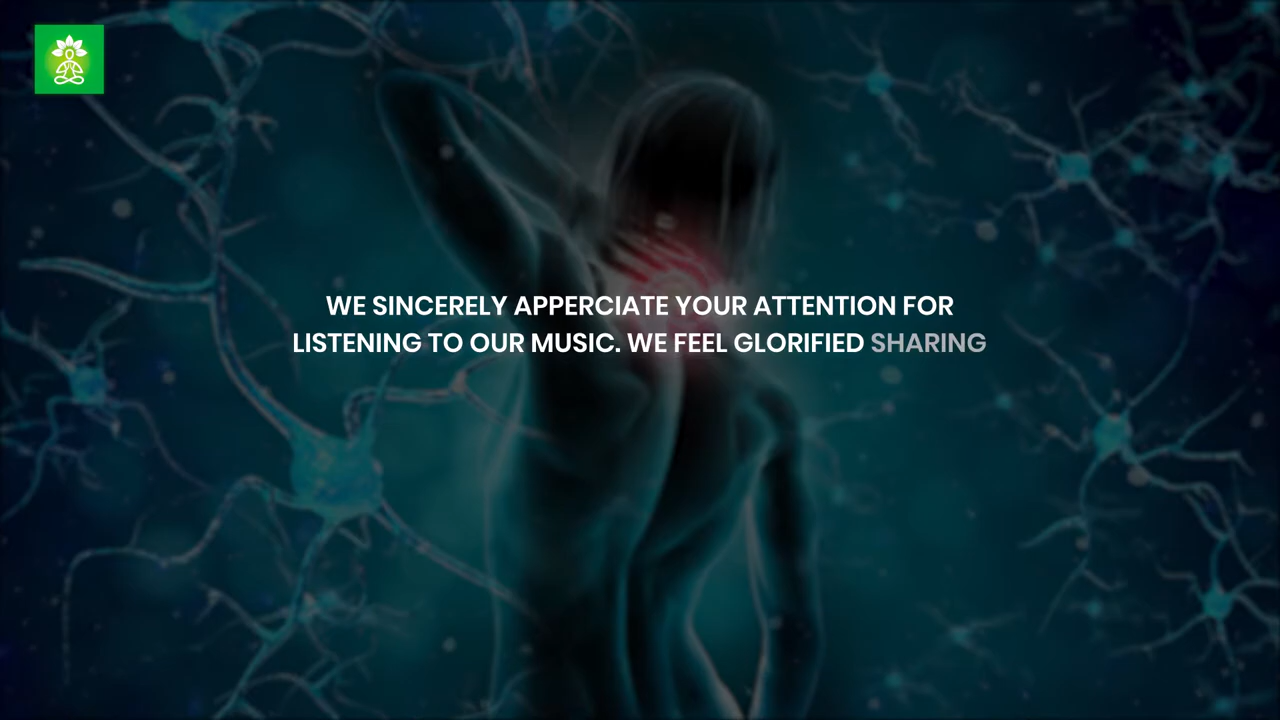 WE SINCERELY APPERCIATE YOUR ATTENTION FOR
LISTENING TO OUR MUSIC. WE FEEL GLORIFIED SHARING